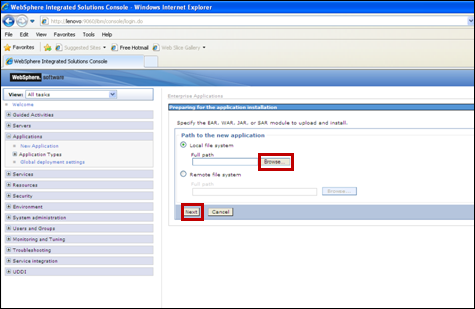 WebSphere Integrated Solutions Console - Windows Internet Explorer
http://lenovo:9060/ibm/console/login.do
File Edit View Favorites Tools Help
Favorites Suggested Sites Free Hotmail Web Slice Gallery
WebSphere Integrated Solutions Console
WebSphere. software
View: All tasks
Welcome
Guided Activities
Servers
Applications
New Application
Application Types
Global deployment settings
Services
Resources
Security
Environment
System administration
Users and Groups
Monitoring and Tuning
Troubleshooting
Service integration
UDDI
Enterprise Applications
Preparing for the application installation
Specify the EAR, WAR, JAR, or SAR module to upload and install.
Path to the new application
Local file system
Full path
Browse...
Remote file system
Full path
Browse...
Next Cancel